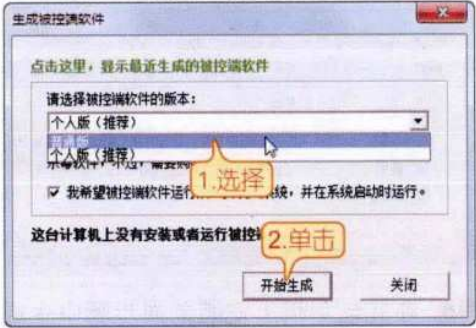 生成被控端软件
点击这里，显示最近生成的被控端软件
请选择被控端软件的版本：
个人版（推荐）
个人版（推荐）
1.选择
我希望被控端软件运行 系统，并在系统启动时运行。
这台计算机上没有安装或者运行被控
2.单击
开始生成 关闭